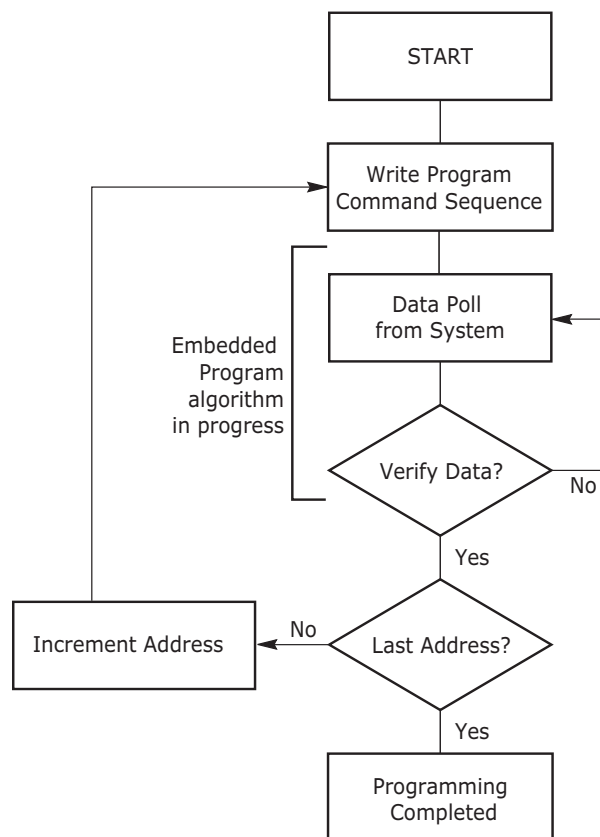 START
Write Program
Command Sequence
Data Poll
from System
Embedded
Program
algorithm
in progress
Verify Data?
No
Yes
Increment Address
No
Last Address?
Yes
Programming
Completed